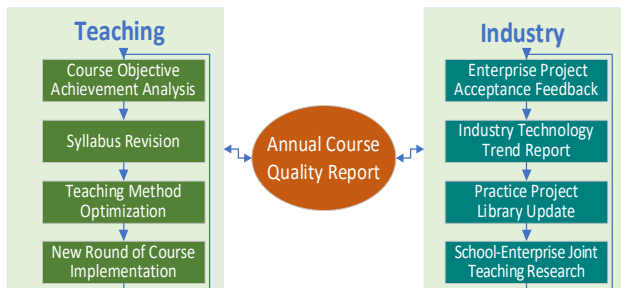 Teaching
Course Objective
Achievement Analysis
Syllabus Revision
Teaching Method
Optimization
New Round of Course
Implementation
Annual Course
Quality Report
Industry
Enterprise Project
Acceptance Feedback
Industry Technology
Trend Report
Practice Project
Library Update
School-Enterprise Joint
Teaching Research